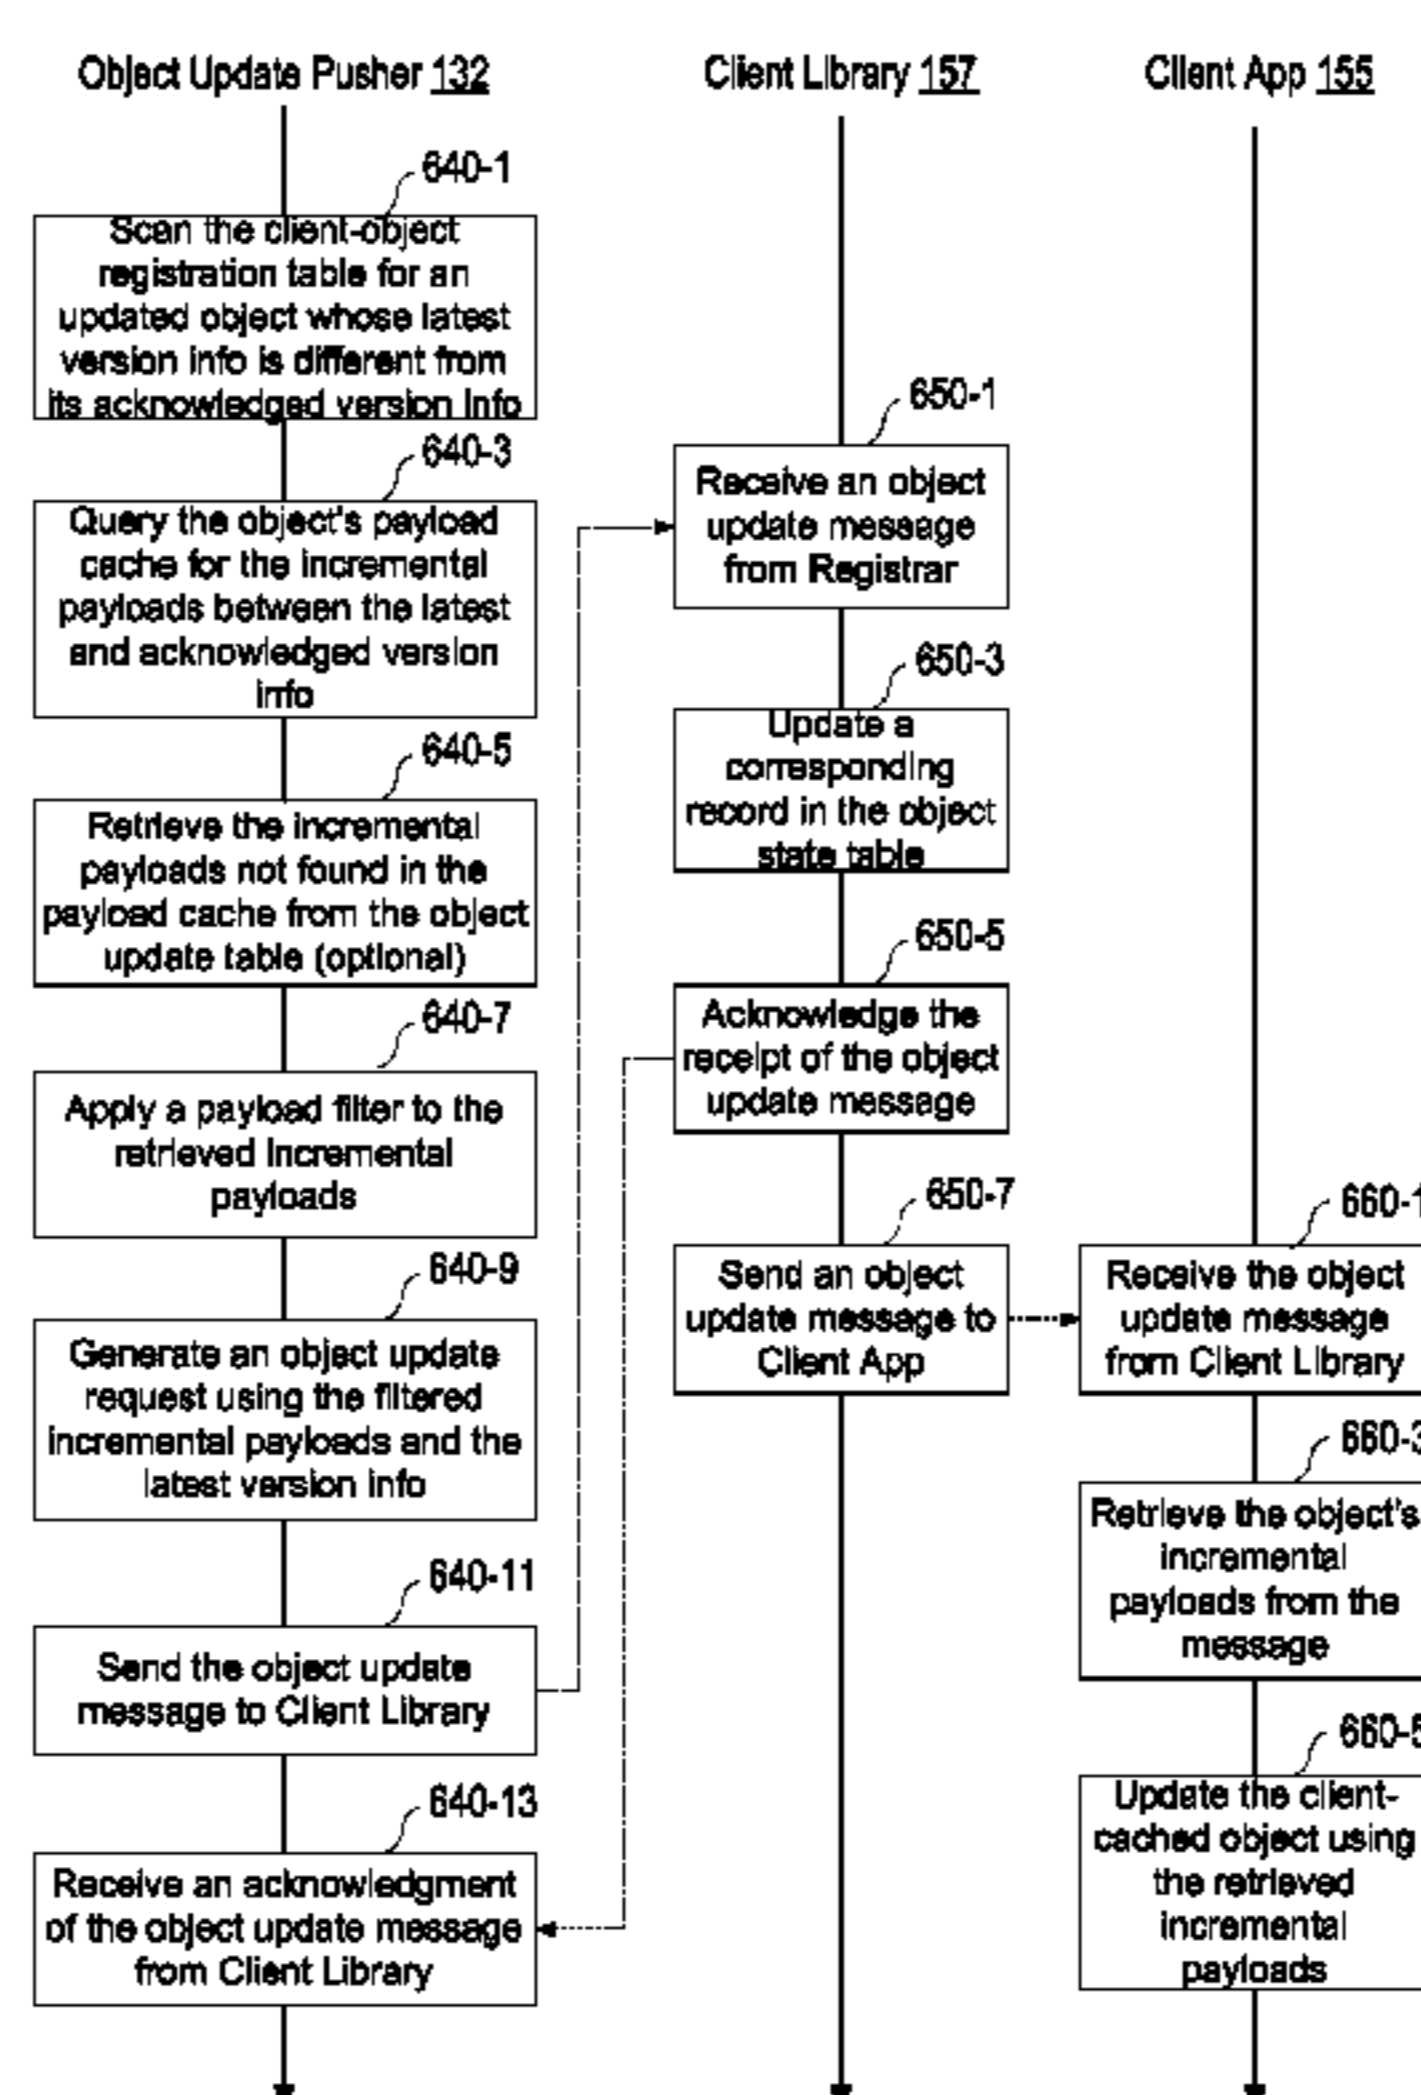 Object Update Pusher 132
Client Library 157
Client App 155
640-1
Scan the client-object
registration table for an
updated object whose latest
version info is different from
its acknowledged version info
640-3
Query the object's payload
cache for the incremental
payloads between the latest
and acknowledged version
info
640-5
Retrieve the incremental
payloads not found in the
payload cache from the object
update table (optional)
640-7
Apply a payload filter to the
retrieved incremental
payloads
640-9
Generate an object update
request using the filtered
incremental payloads and the
latest version info
640-11
Send the object update
message to Client Library
640-13
Receive an acknowledgment
of the object update message
from Client Library
650-1
Receive an object
update message
from Registrar
650-3
Update a
corresponding
record in the object
state table
650-5
Acknowledge the
receipt of the object
update message
650-7
Send an object
update message to
Client App
660-1
Receive the object
update message
from Client Library
660-3
Retrieve the object's
incremental
payloads from the
message
660-5
Update the client-
cached object using
the retrieved
incremental
payloads